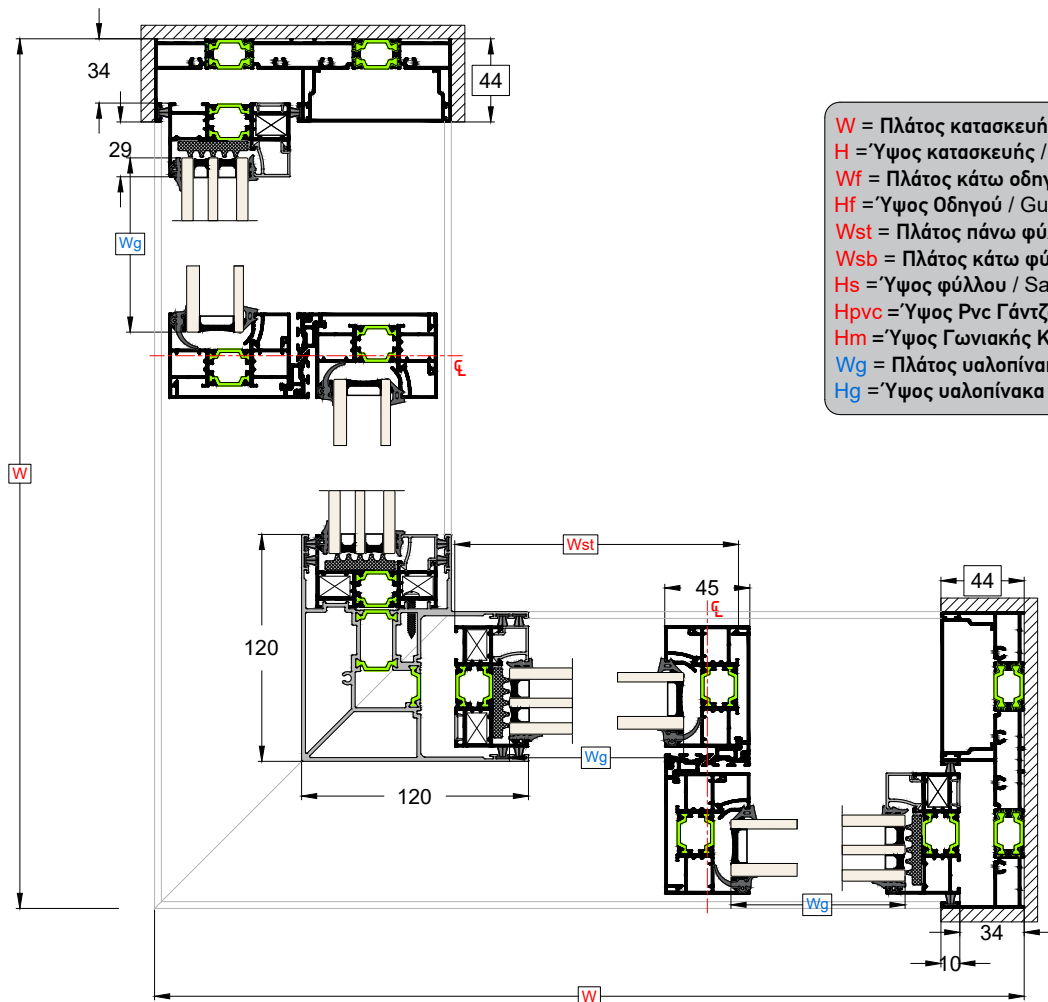 34
44
29
Wg
W
℄
W = Πλάτος κατασκευή
H =Ύψος κατασκευής /
Wf = Πλάτος κάτω οδηγ
Hf =Ύψος Οδηγού / Gu
Wst = Πλάτος πάνω φύ
Wsb = Πλάτος κάτω φύ
Hs =Ύψος φύλλου / Sa
Hpvc =Ύψος Pvc Γάντζ
Hm =Ύψος Γωνιακής Κ
Wg = Πλάτος υαλοπίνα
Hg =Ύψος υαλοπίνακα
Wst
45
℄
44
120
120
Wg
Wg
34
10
W